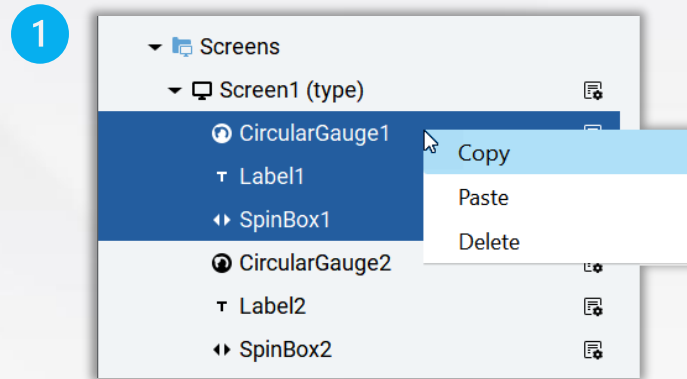 1
Screens
Screen1 (type)
CircularGauge1
Copy
Label1
Paste
SpinBox1
Delete
CircularGauge2
Label2
SpinBox2